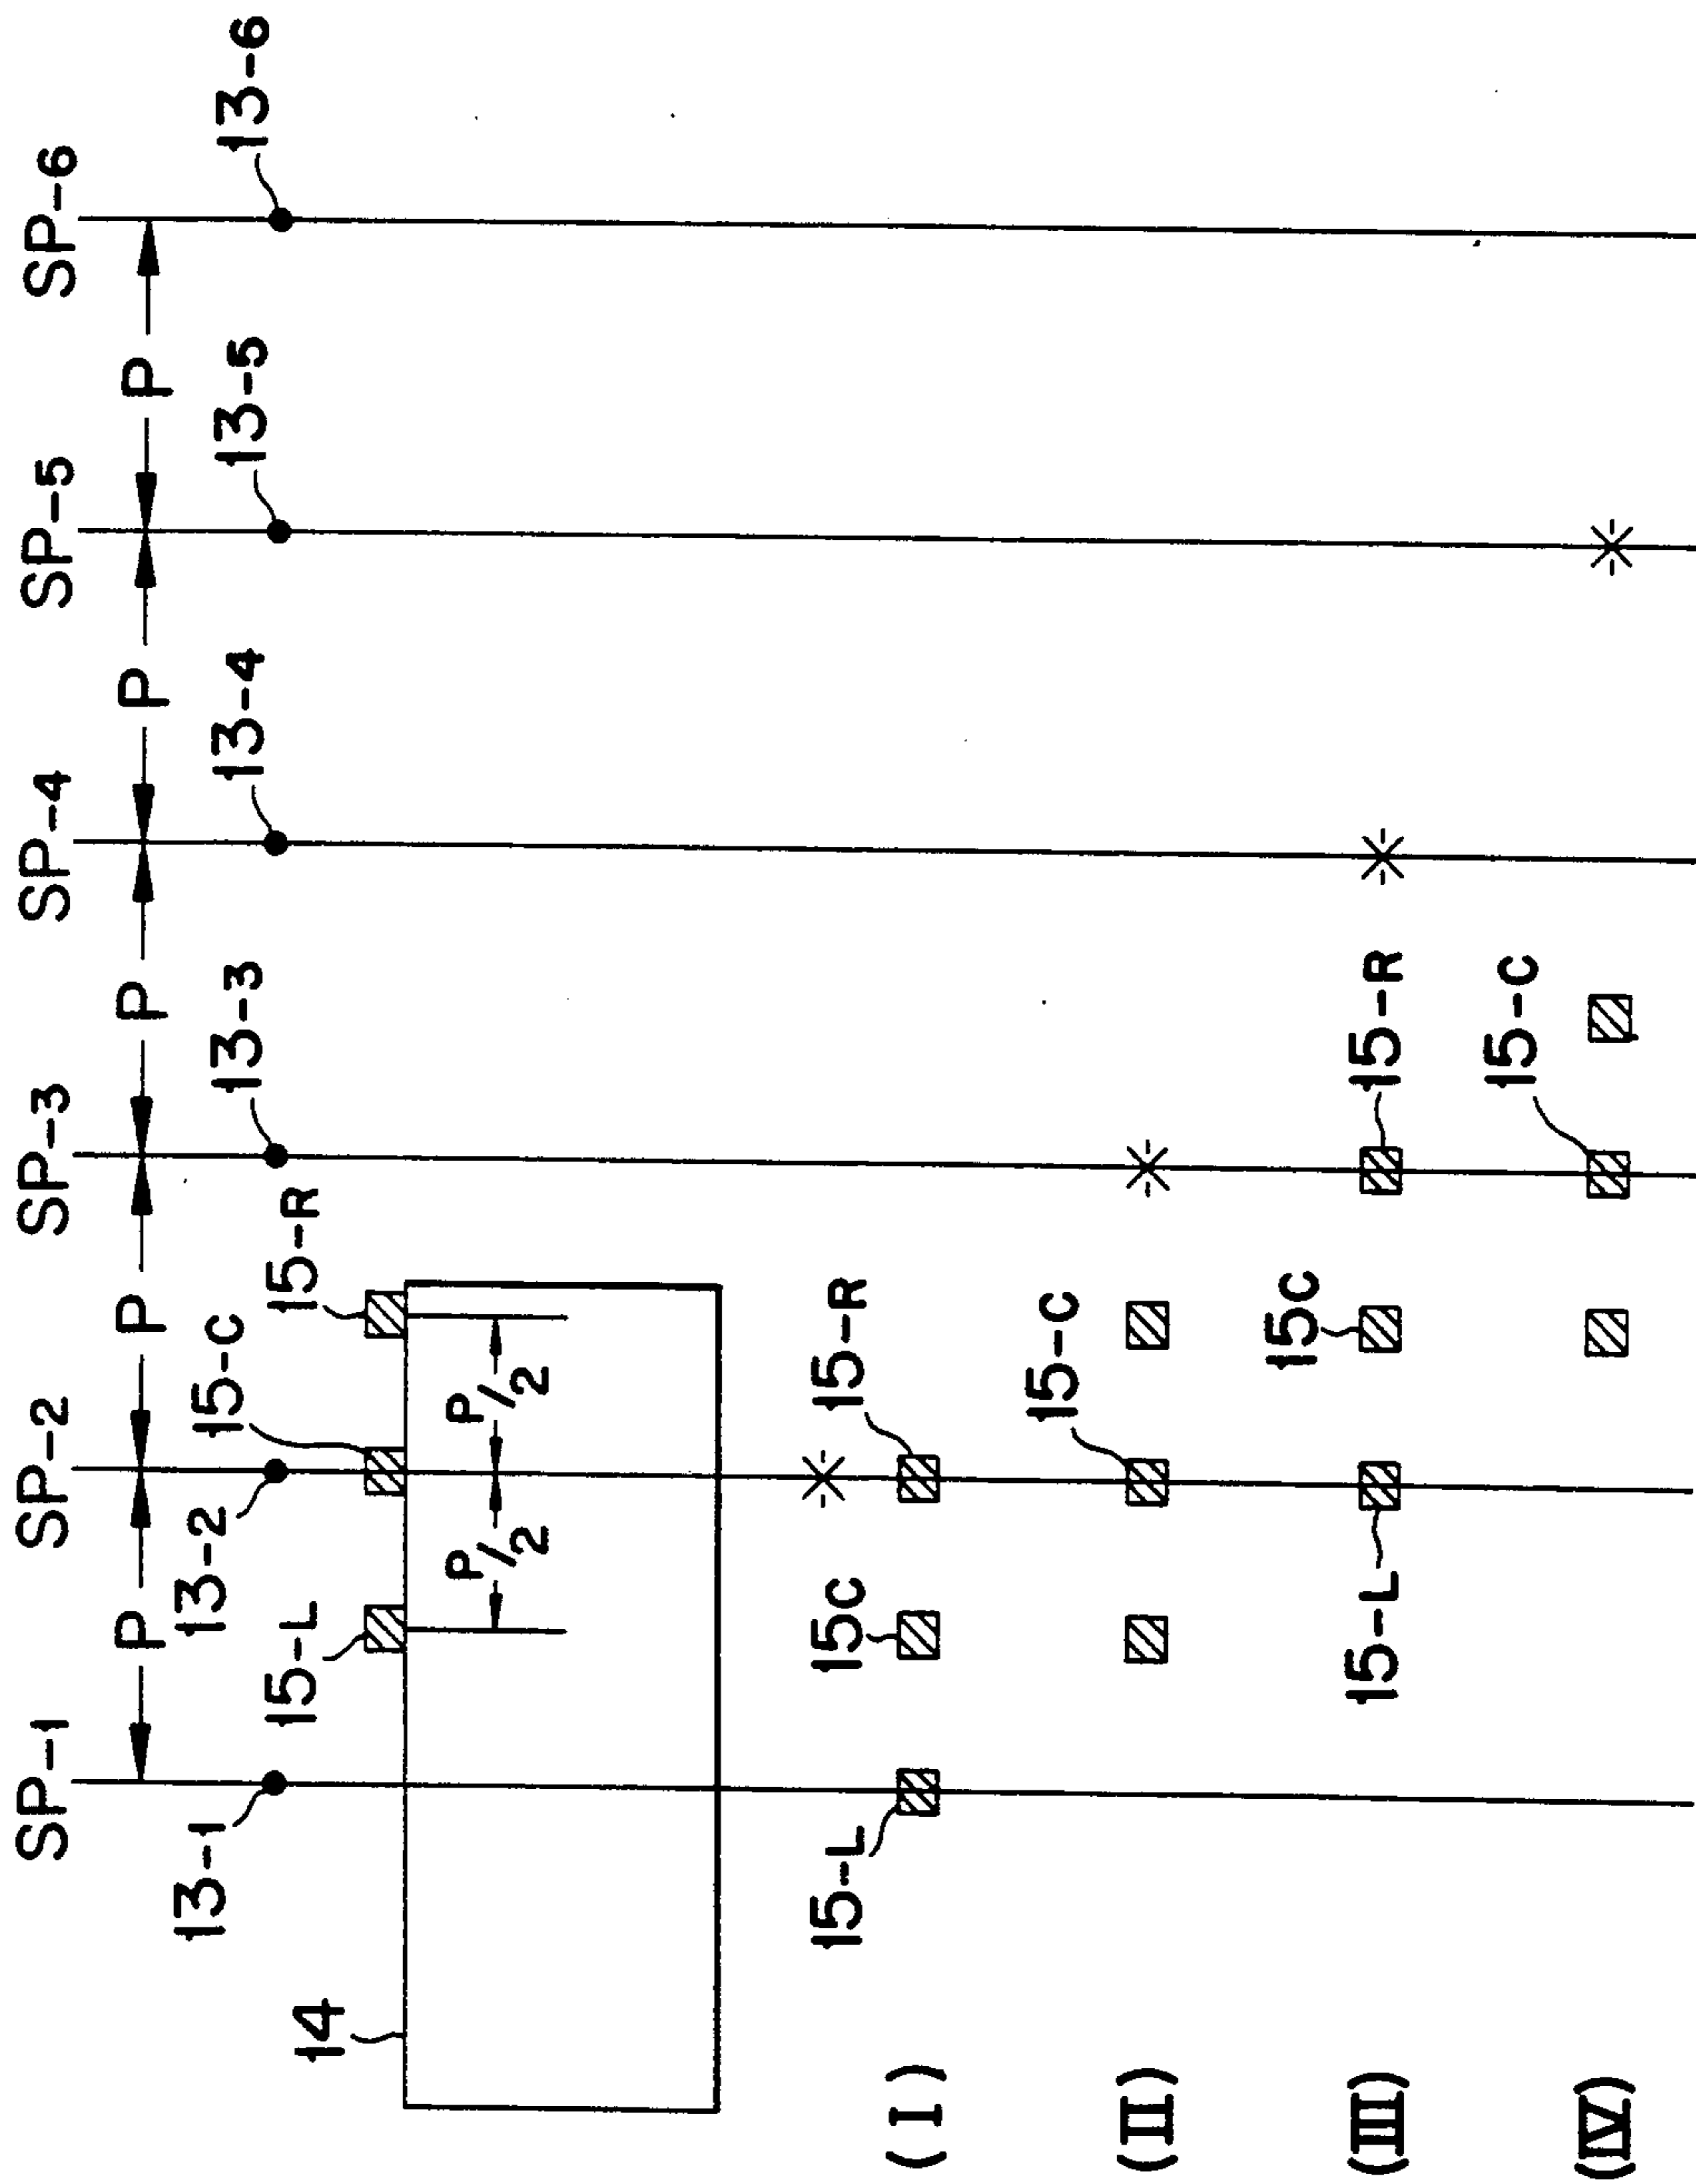 SP-1 SP-2 SP-3 SP-4 SP-5 SP-6
P P P P P
13-1 13-2 13-3 13-4 13-5 13-6
15-L 15-C 15-R
14
P/2 P/2
(I) 15-L 15C 15-R
(II) 15-C
(III) 15-L 15C 15-R
(IV) 15-C